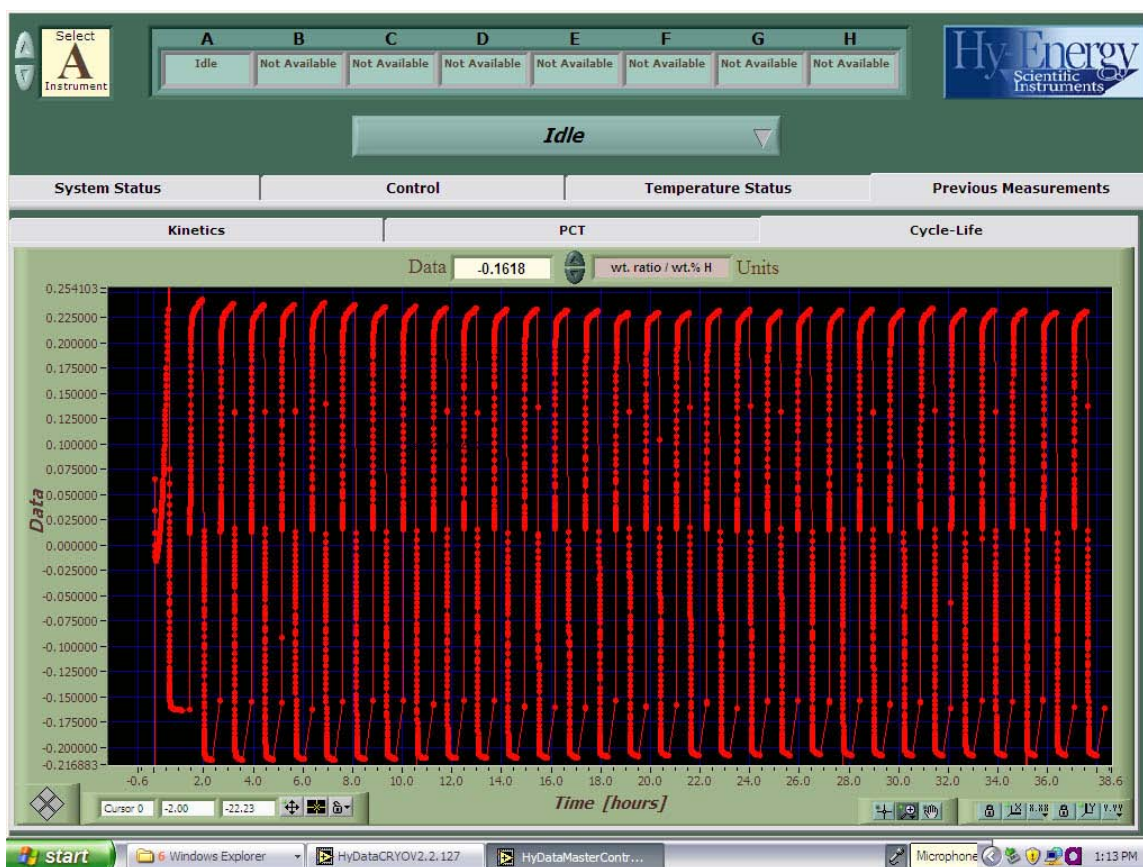 Select
A
Instrument
A B C D E F G H
Idle Not Available Not Available Not Available Not Available Not Available Not Available Not Available
Hy-Energy
Scientific
Instruments
Idle
System Status Control Temperature Status Previous Measurements
Kinetics PCT Cycle-Life
Data -0.1618 wt. ratio / wt.% H Units
0.254103
0.225000
0.200000
0.175000
0.150000
0.125000
0.100000
0.075000
0.050000
0.025000
0.000000
-0.025000
-0.050000
-0.075000
-0.100000
-0.125000
-0.150000
-0.175000
-0.200000
-0.216883
Data
-0.6 2.0 4.0 6.0 8.0 10.0 12.0 14.0 16.0 18.0 20.0 22.0 24.0 26.0 28.0 30.0 32.0 34.0 36.0 38.6
Time [hours]
Cursor 0 -2.00 -22.23
start 6 Windows Explorer HyDataCRYOV2.2.127 HyDataMasterContr... Microphone 1:13 PM